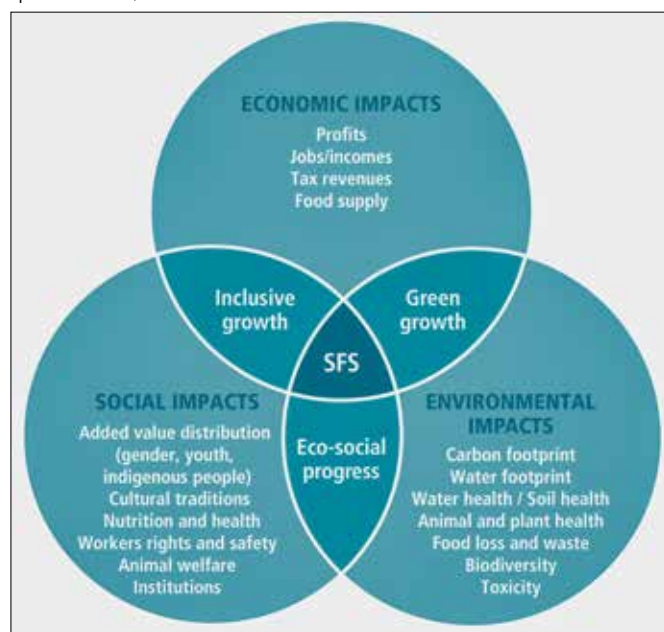 ECONOMIC IMPACTS
Profits
Jobs/incomes
Tax revenues
Food supply
Inclusive
growth
Green
growth
SFS
SOCIAL IMPACTS
Added value distribution
(gender, youth,
indigenous people)
Cultural traditions
Nutrition and health
Workers rights and safety
Animal welfare
Institutions
Eco-social
progress
ENVIRONMENTAL
IMPACTS
Carbon footprint
Water footprint
Water health / Soil health
Animal and plant health
Food loss and waste
Biodiversity
Toxicity